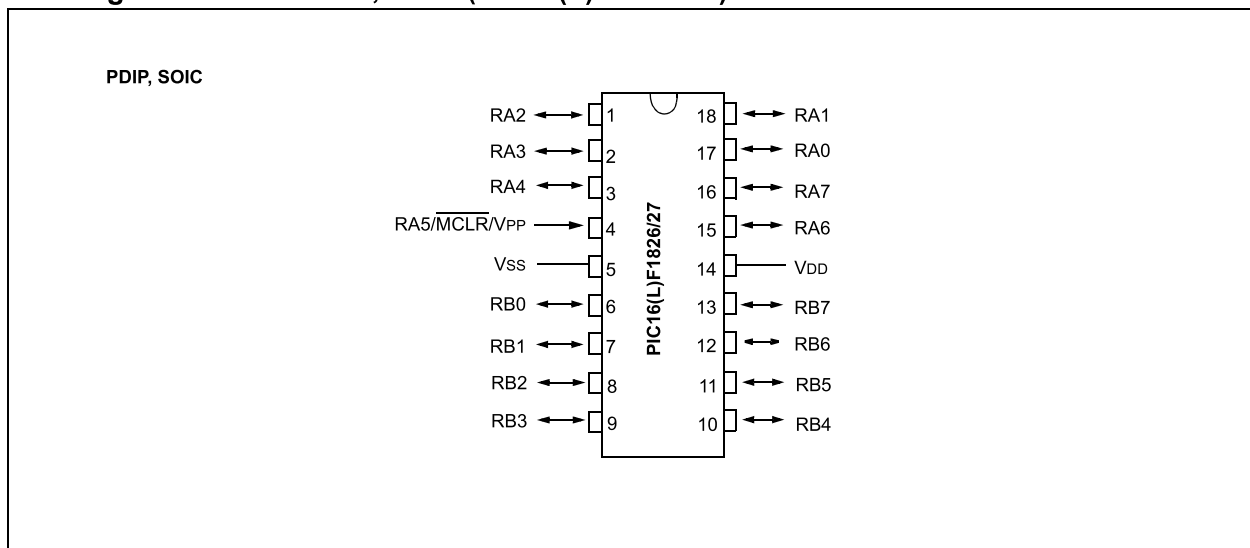 PDIP, SOIC
RA2 1 18 RA1
RA3 2 17 RA0
RA4 3 16 RA7
RA5/MCLR/VPP 4 15 RA6
VSS 5 14 VDD
RB0 6 13 RB7
RB1 7 12 RB6
RB2 8 11 RB5
RB3 9 10 RB4
PIC16(L)F1826/27